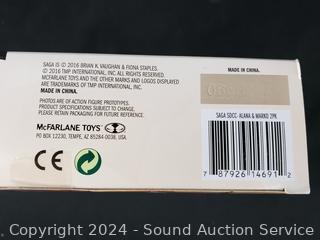 SAGA IS © 2016 BRIAN K. VAUGHAN & FIONA STAPLES.
© 2016 TMP INTERNATIONAL, INC. ALL RIGHTS RESERVED.
McFARLANE TOYS AND THE OTHER MARKS AND LOGOS DISPLAYED
ARE TRADEMARKS OF TMP INTERNATIONAL, INC.
MADE IN CHINA.
PHOTOS ARE OF ACTION FIGURE PROTOTYPES.
PRODUCT SPECIFICATIONS SUBJECT TO CHANGE.
PLEASE RETAIN PACKAGING FOR FUTURE REFERENCE.
McFARLANE TOYS
PO BOX 12230, TEMPE, AZ 85284-0038, USA
CE
MADE IN CHINA.
SAGA SDCC- ALANA & MARKO 2PK
7 87926 14691 2
Copyright 2024 - Sound Auction Service